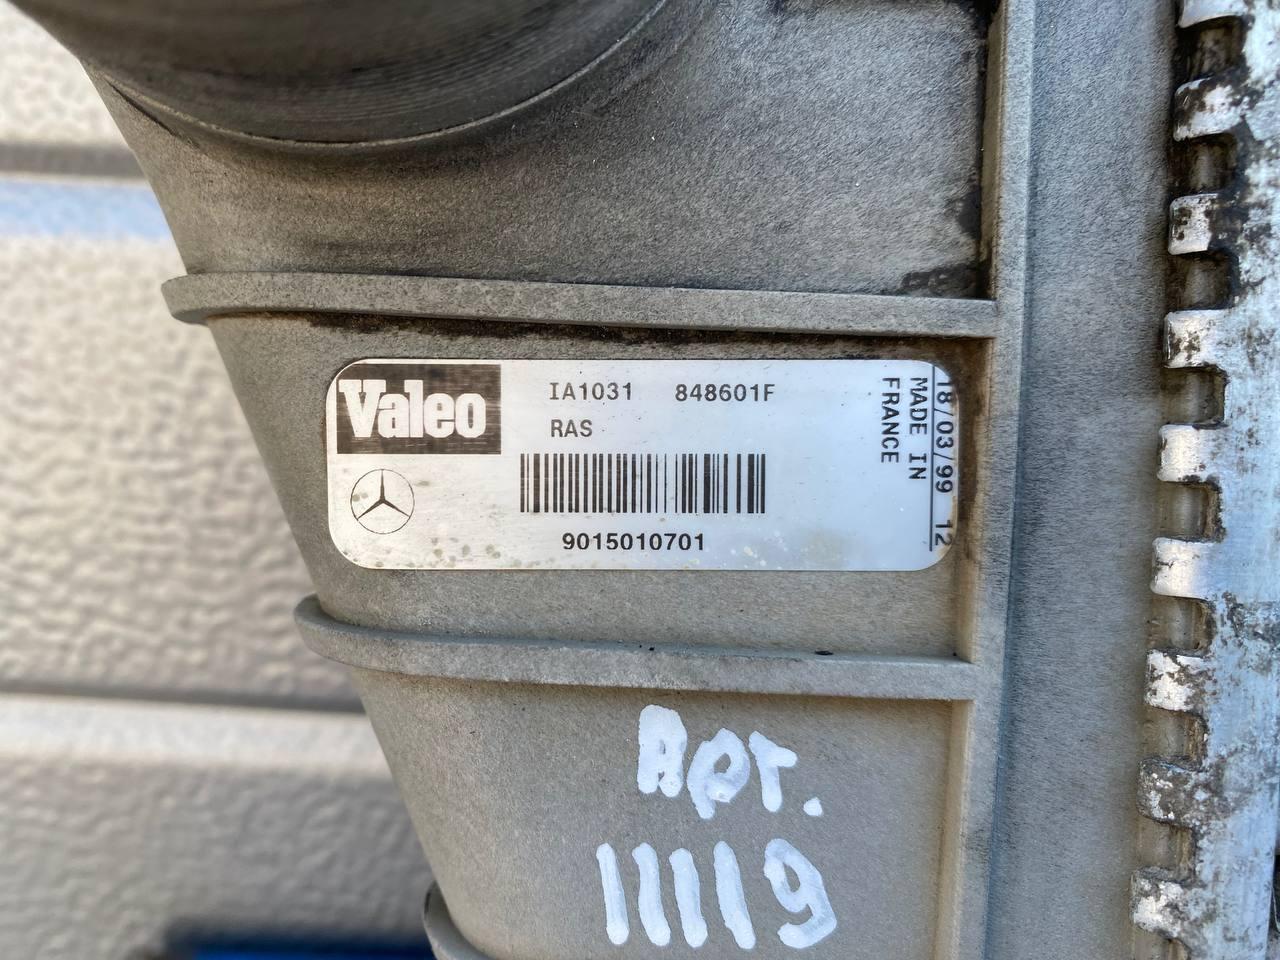 Valeo
IA1031 848601F
RAS
9015010701
MADE IN
FRANCE
18/03/99 12
Арт.
11119